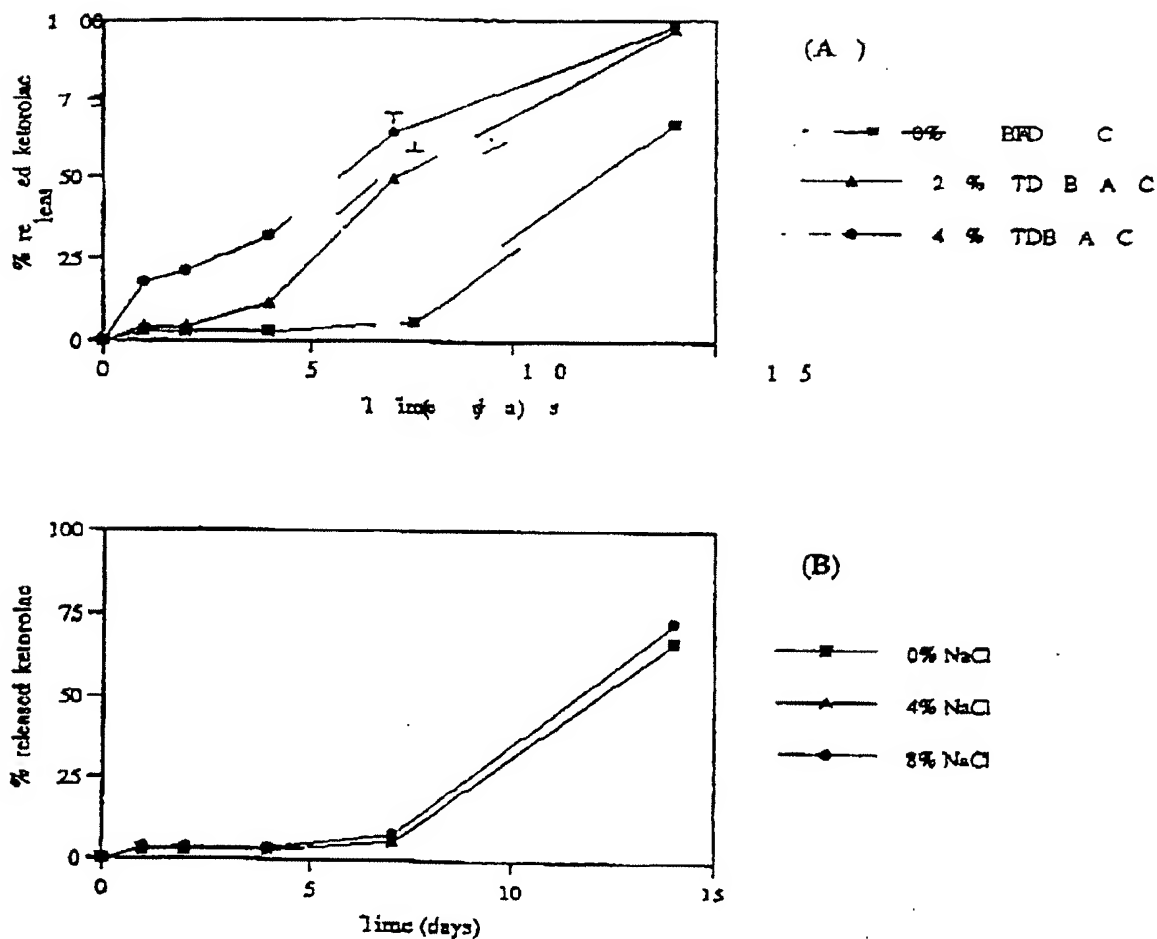 (A )
% re leas ed ketorolac
1 00
7
50
25
0
0 5 1 0 1 5
0% C
2 % TD B A C
4 % TDB A C
(B)
% released ketorolac
100
75
50
25
0
0 5 10 15
Time (days)
0% NaCl
4% NaCl
8% NaCl